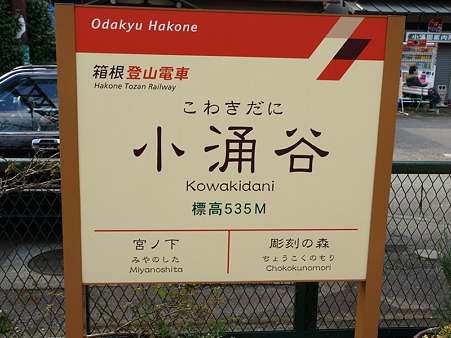 Odakyu Hakone
箱根登山電車
Hakone Tozan Railway
こわきだに
小涌谷
Kowakidani
標高535M
宮ノ下
みやのした
Miyanoshita
彫刻の森
ちょうこくのもり
Chokokunomori